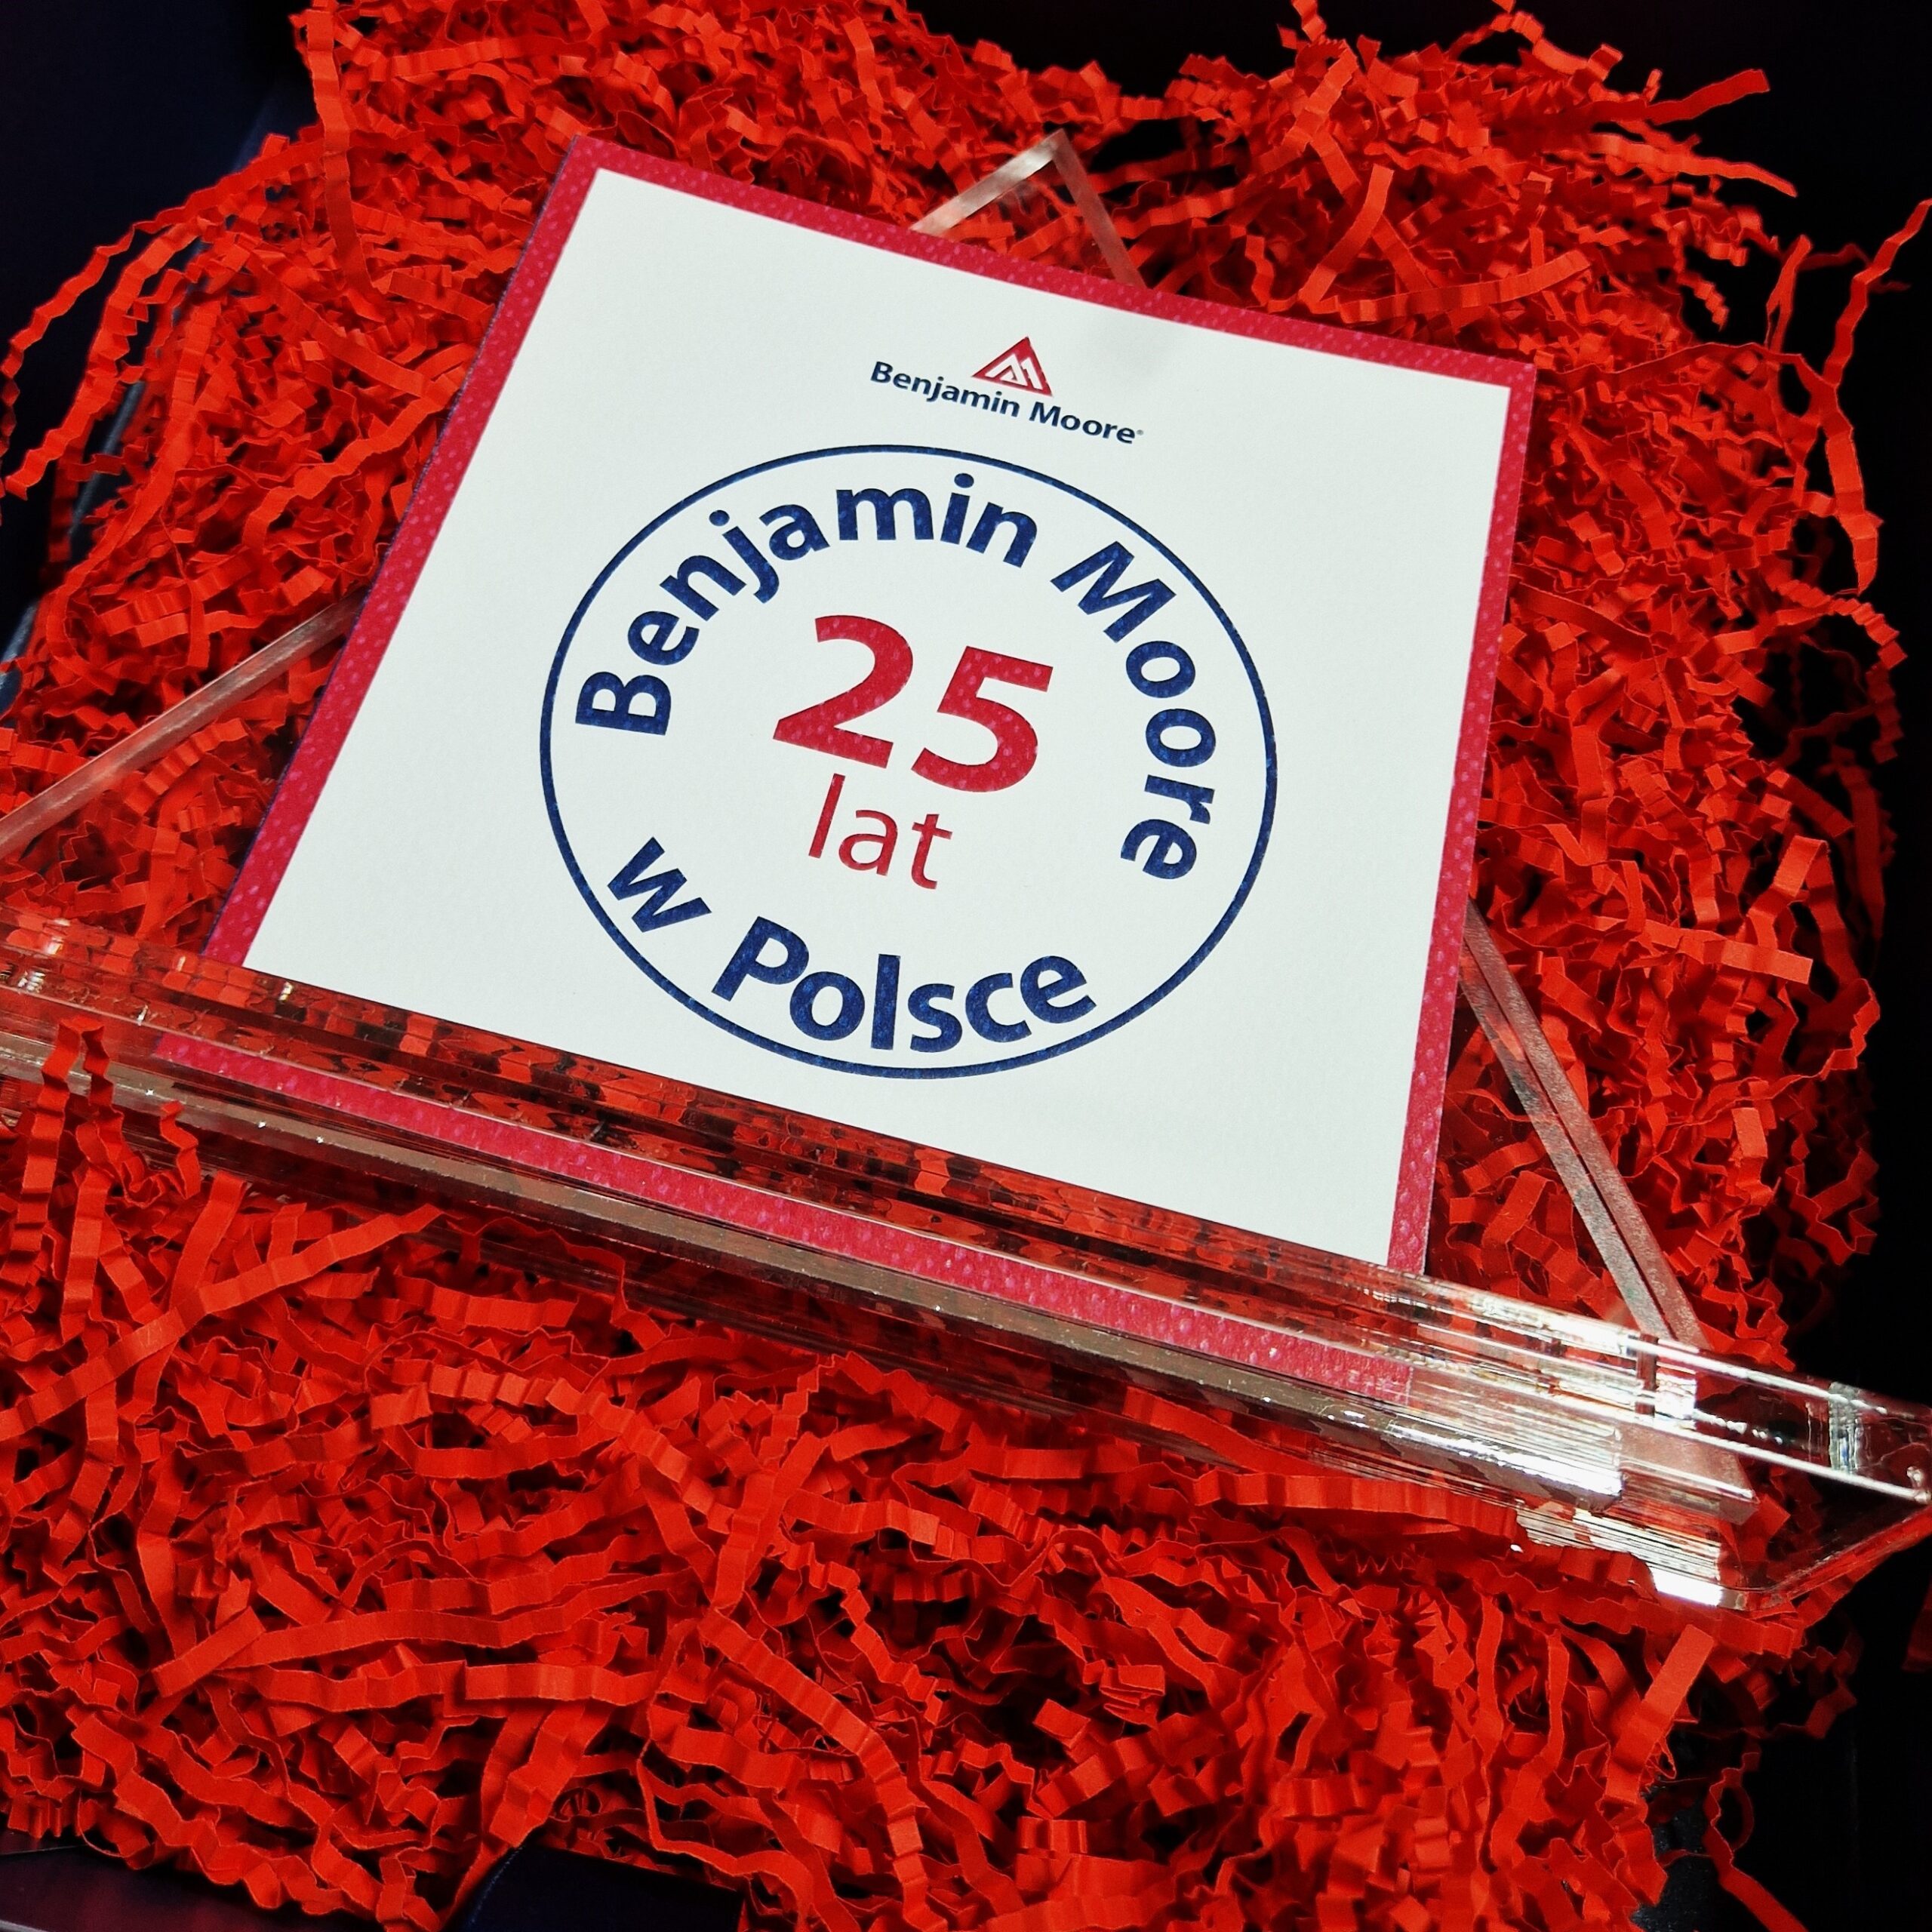 Benjamin Moore®
Benjamin Moore
25
lat
w Polsce